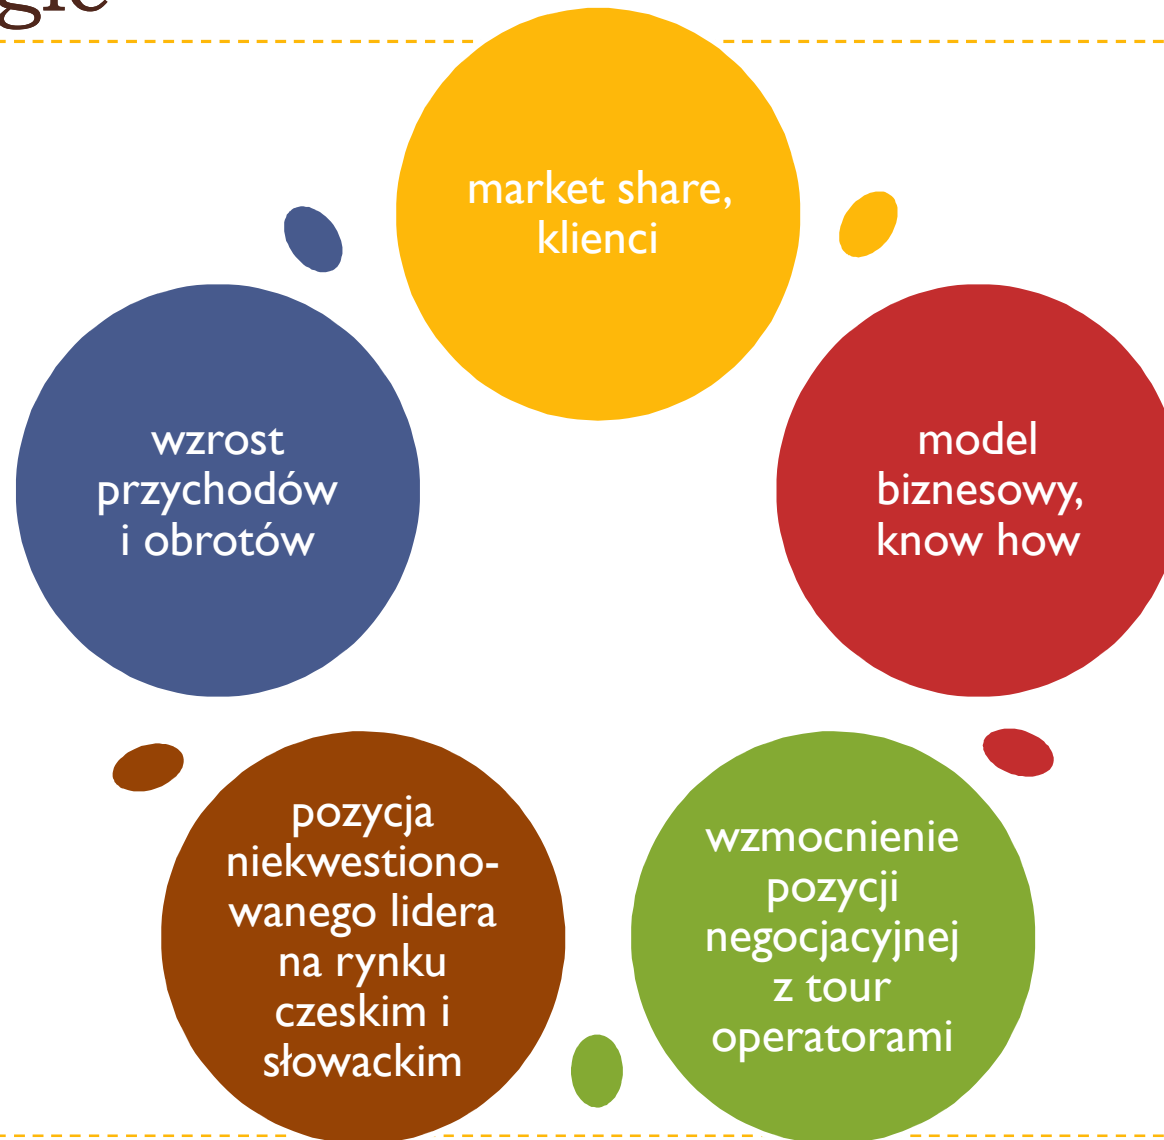 market share,
klienci
model
biznesowy,
know how
wzmocnienie
pozycji
negocjacyjnej
z tour
operatorami
pozycja
niekwestiono-
wanego lidera
na rynku
czeskim i
słowackim
wzrost
przychodów
i obrotów